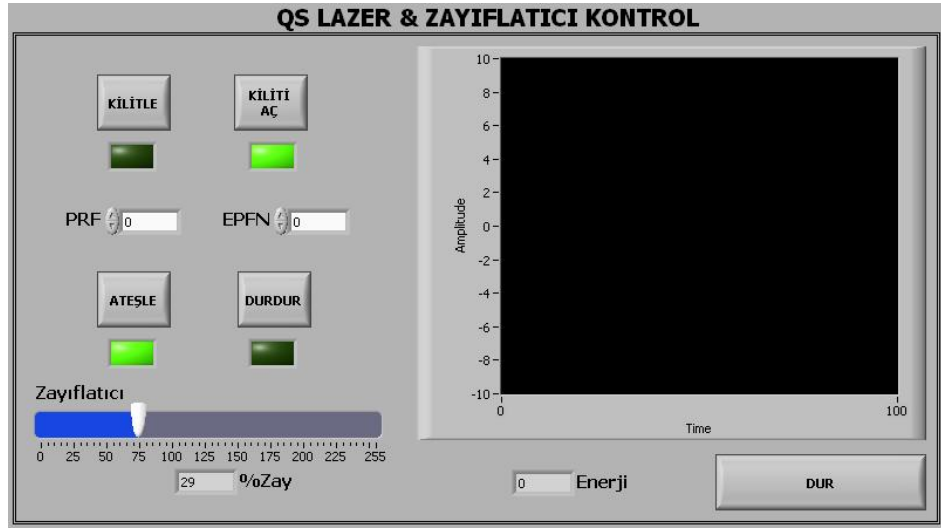 QS LAZER & ZAYIFLATICI KONTROL
KİLİTLE
KİLİTİ
AÇ
PRF 0
EPFN 0
ATEŞLE
DURDUR
Zayıflatıcı
0 25 50 75 100 125 150 175 200 225 255
29 %Zay
10
8
6
4
2
0
-2
-4
-6
-8
-10
Amplitude
0 100
Time
0 Enerji
DUR